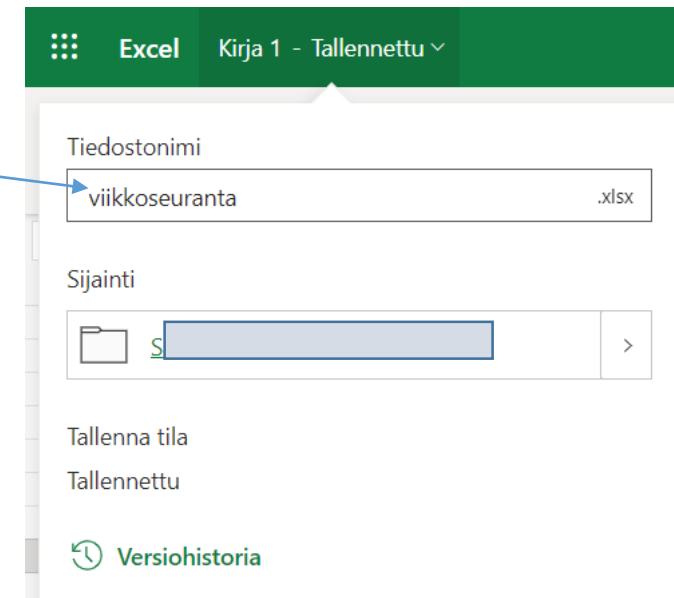 Excel Kirja 1 - Tallennettu
Tiedostonimi
viikkoseuranta .xlsx
Sijainti
S
Tallenna tila
Tallennettu
Versiohistoria